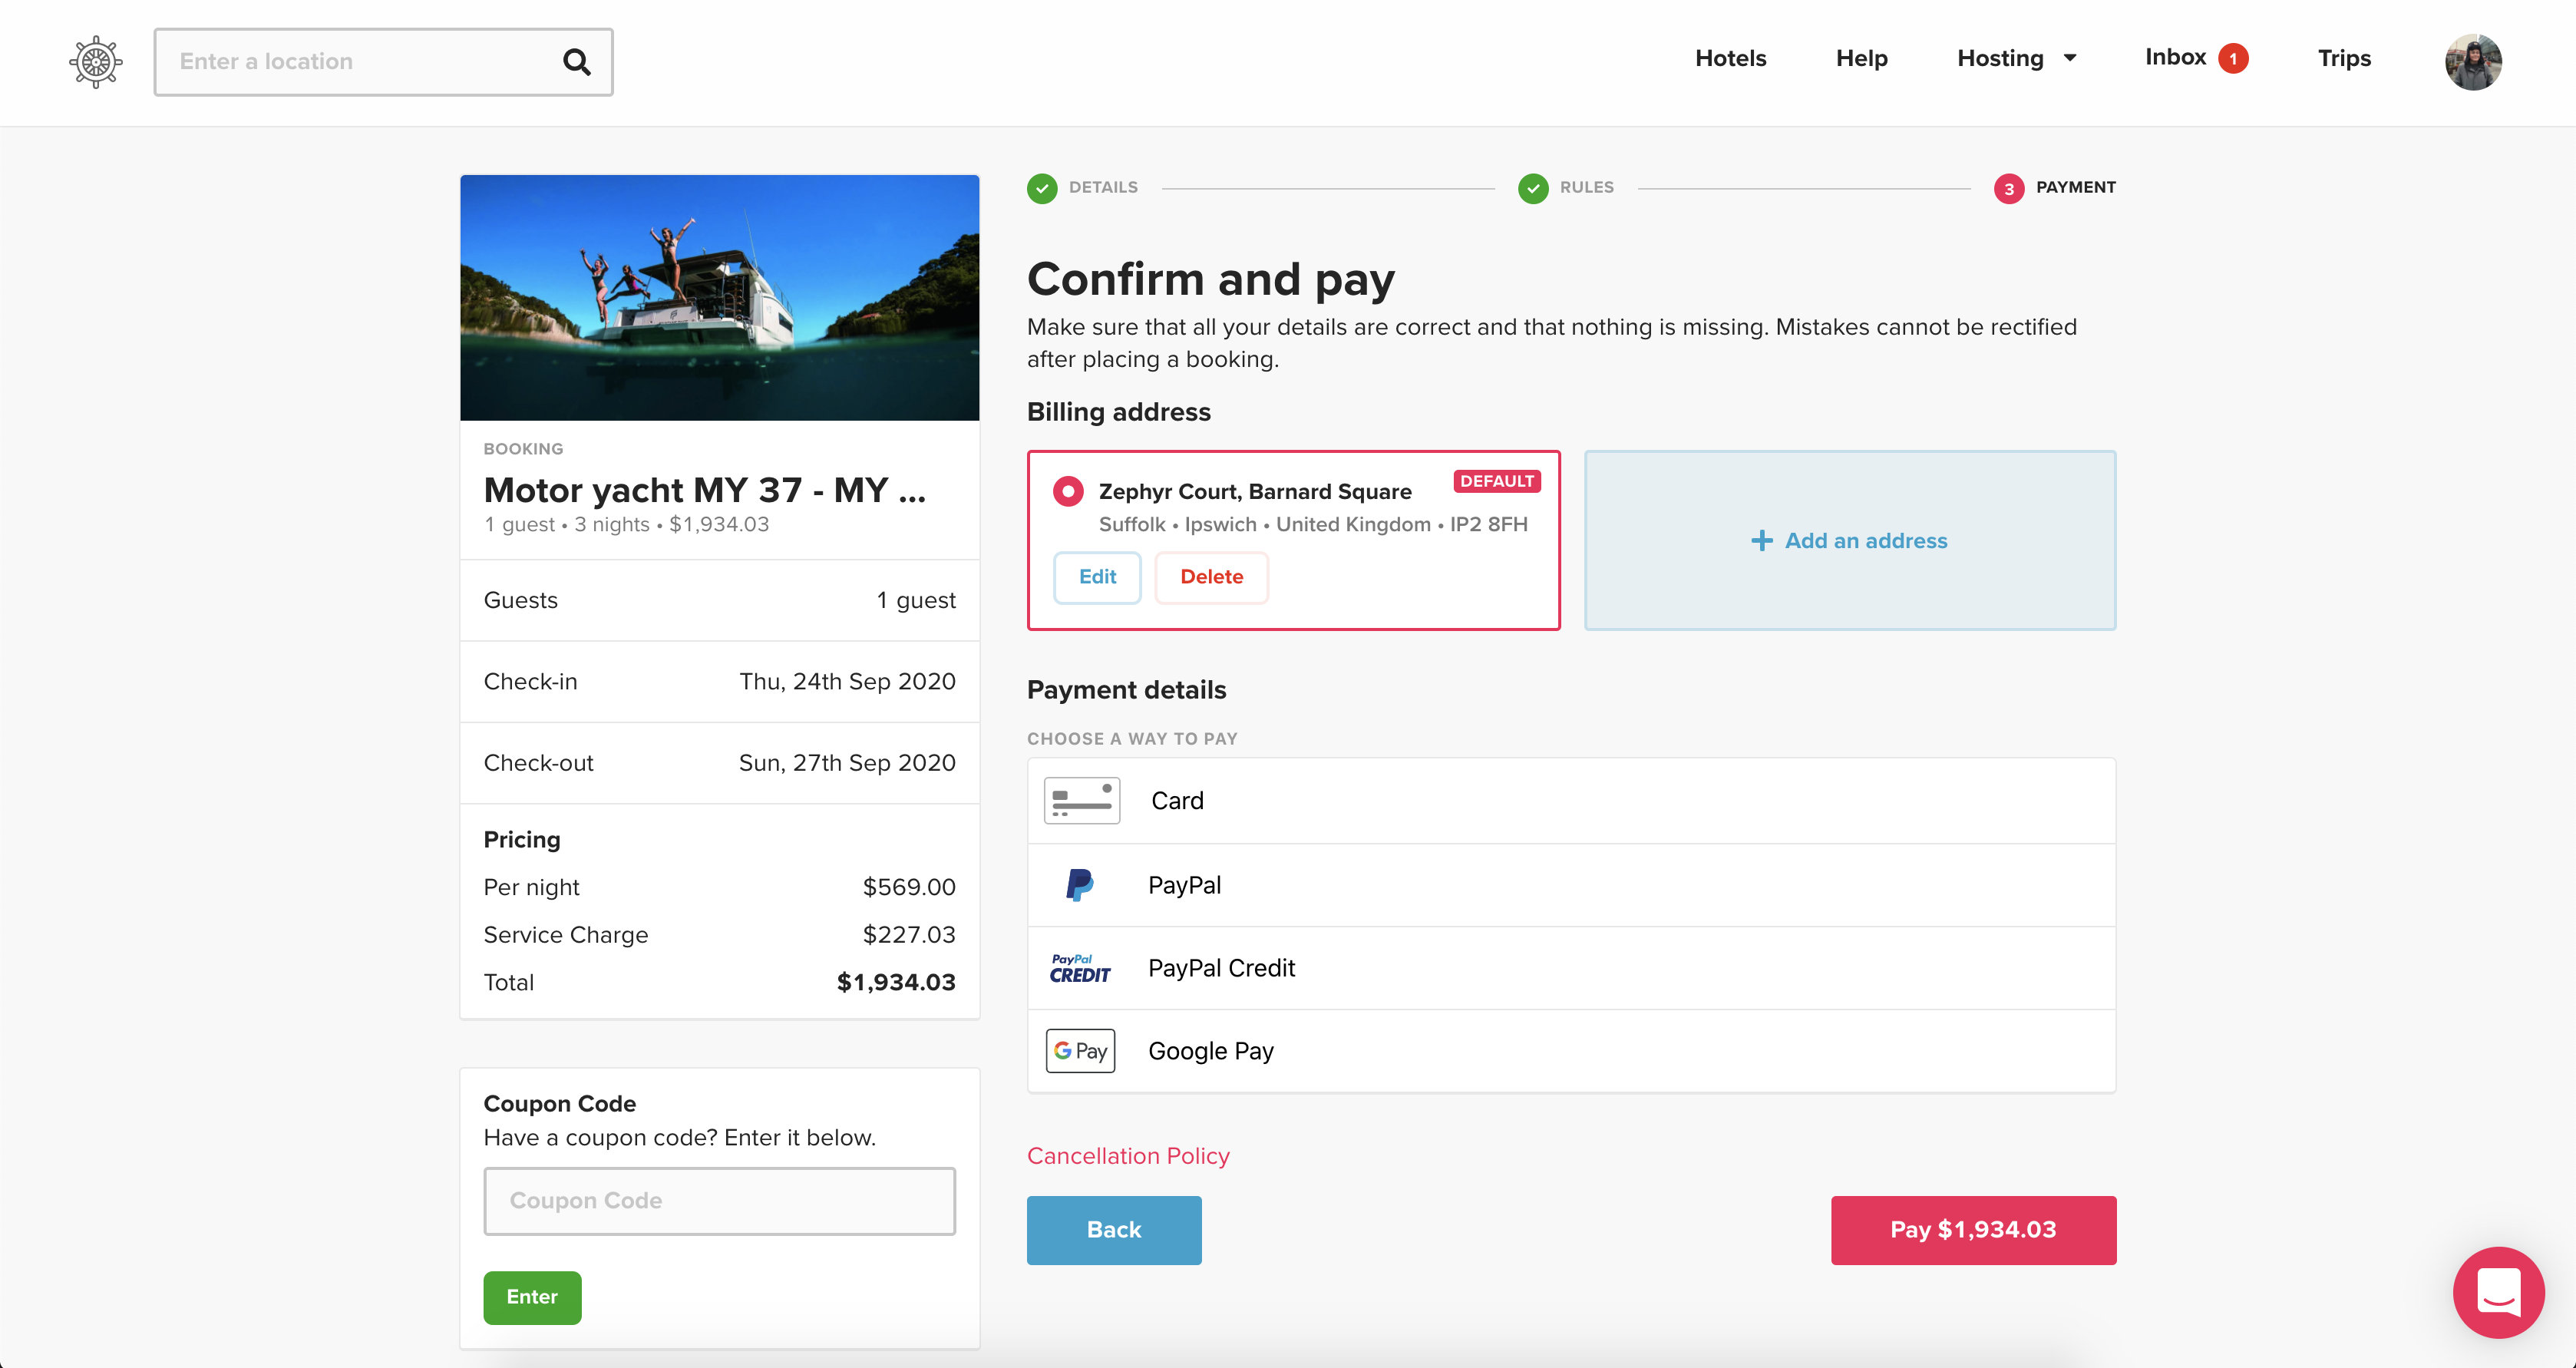 Enter a location
Hotels
Help
Hosting
Inbox 1
Trips
DETAILS
RULES
3 PAYMENT
BOOKING
Motor yacht MY 37 - MY ...
1 guest • 3 nights • $1,934.03
Guests 1 guest
Check-in Thu, 24th Sep 2020
Check-out Sun, 27th Sep 2020
Pricing
Per night $569.00
Service Charge $227.03
Total $1,934.03
Coupon Code
Have a coupon code? Enter it below.
Coupon Code
Enter
Confirm and pay
Make sure that all your details are correct and that nothing is missing. Mistakes cannot be rectified
after placing a booking.
Billing address
Zephyr Court, Barnard Square DEFAULT
Suffolk • Ipswich • United Kingdom • IP2 8FH
Edit Delete
+ Add an address
Payment details
CHOOSE A WAY TO PAY
Card
PayPal
PayPal
CREDIT
PayPal Credit
G Pay
Google Pay
Cancellation Policy
Back
Pay $1,934.03